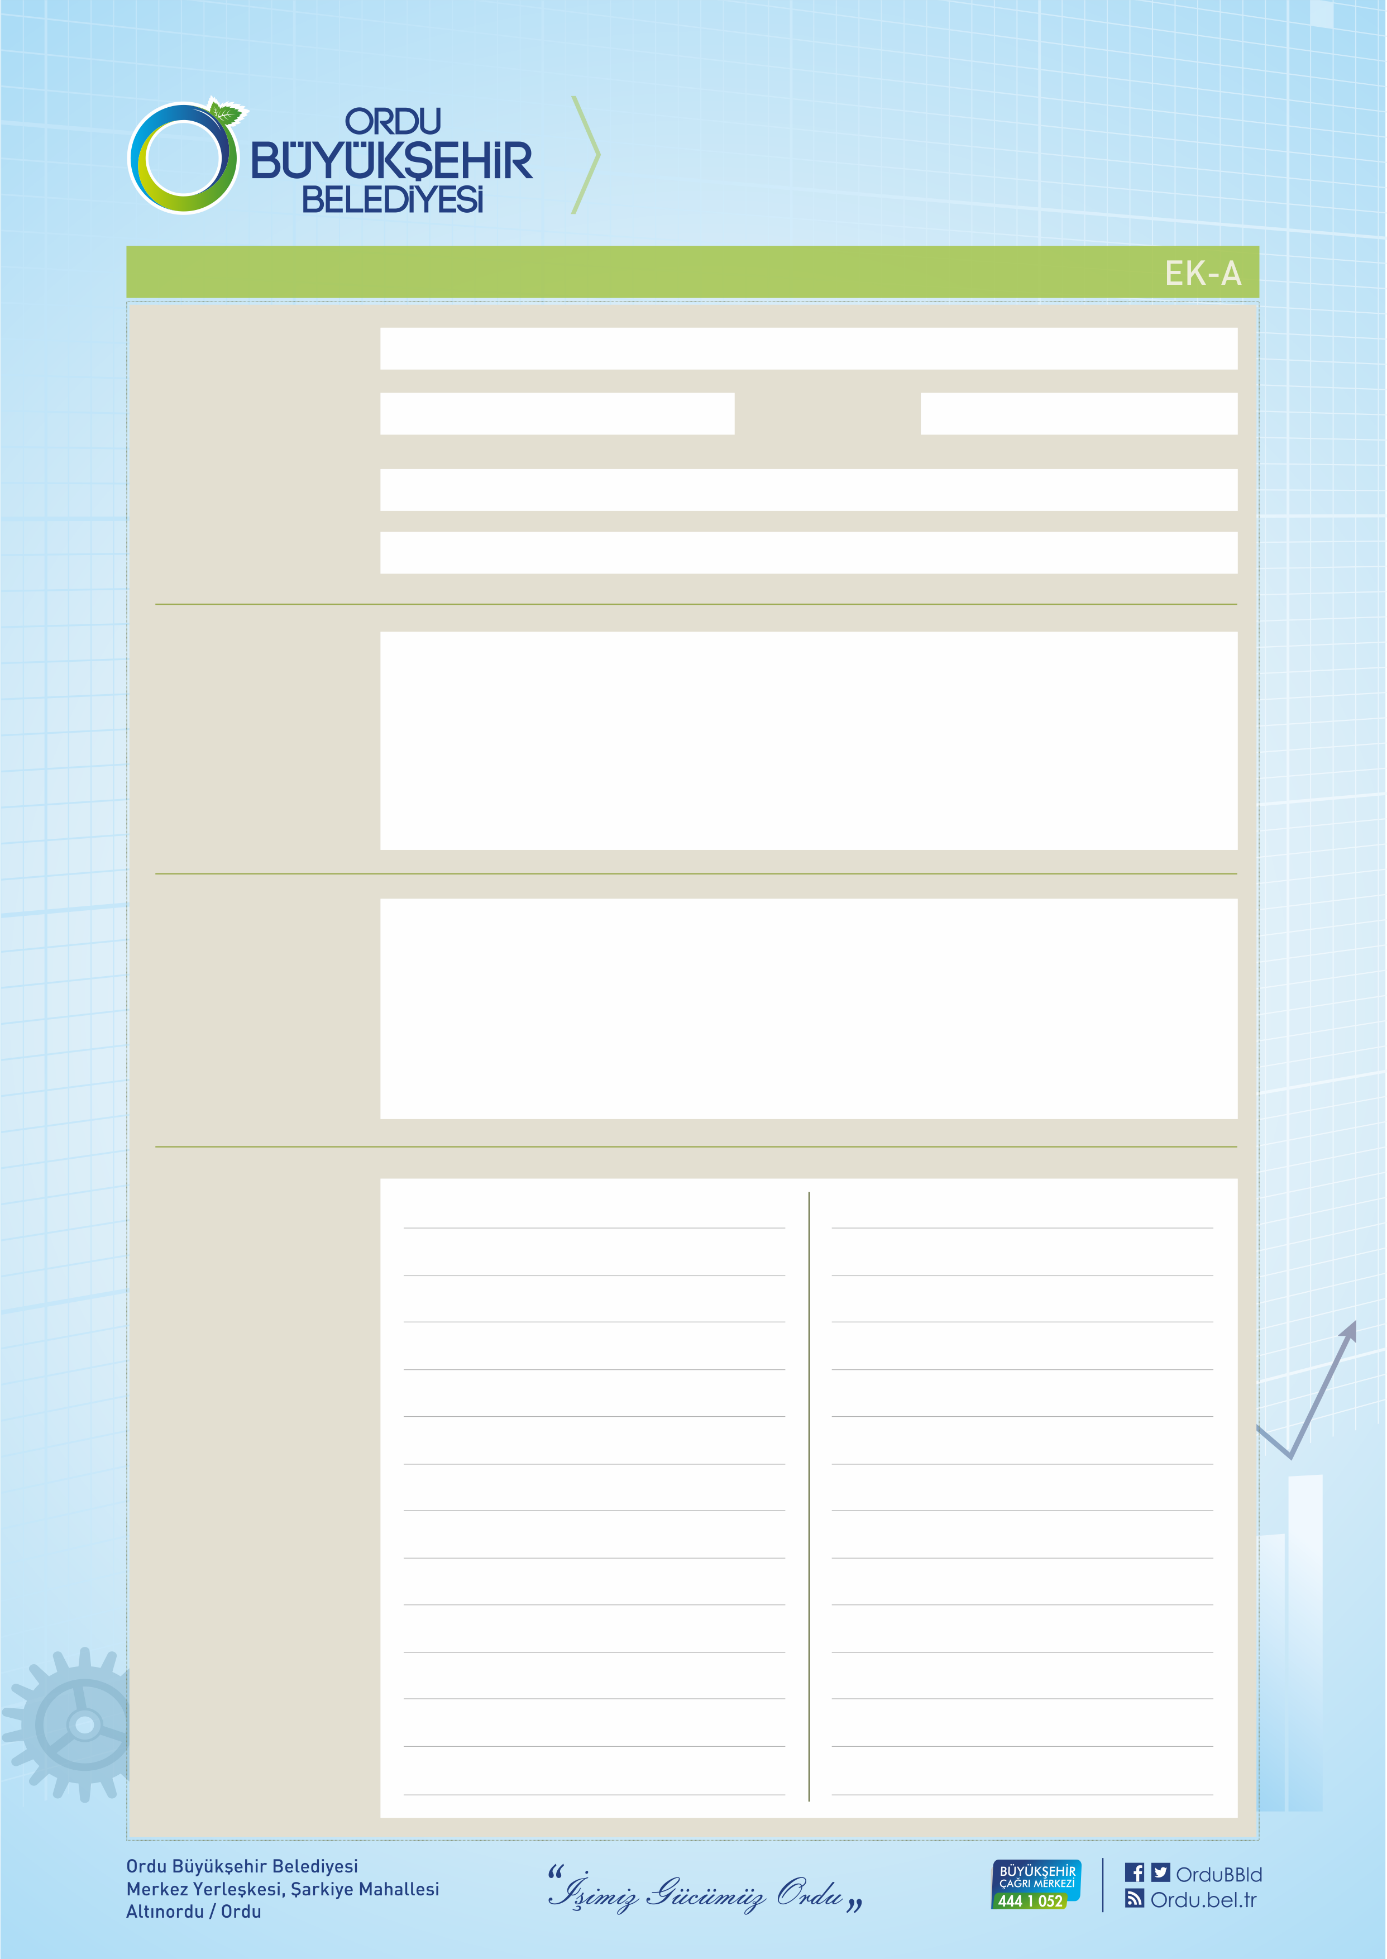 ORDU
BÜYÜKŞEHİR
BELEDİYESİ
EK-A
Ordu Büyükşehir Belediyesi
Merkez Yerleşkesi, Şarkiye Mahallesi
Altınordu / Ordu
“İşimiz Gücümüz Ordu”
BÜYÜKŞEHİR
ÇAĞRI MERKEZİ
444 1 052
OrduBBld
Ordu.bel.tr